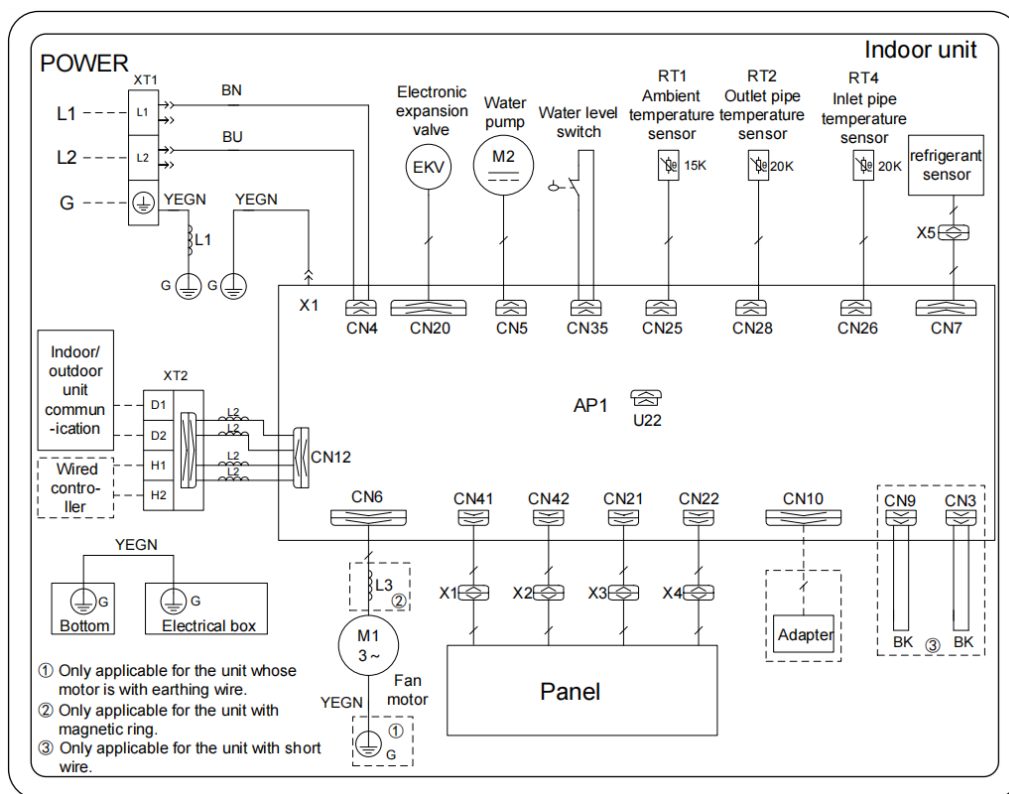 POWER
Indoor unit
XT1
L1
L1
BN
L2
L2
BU
G
YEGN
YEGN
L1
G
G
X1
Electronic
expansion
valve
EKV
Water
pump
M2
Water level
switch
RT1
Ambient
temperature
sensor
15K
RT2
Outlet pipe
temperature
sensor
20K
RT4
Inlet pipe
temperature
sensor
20K
refrigerant
sensor
X5
CN4
CN20
CN5
CN35
CN25
CN28
CN26
CN7
Indoor/
outdoor
unit
commun
-ication
Wired
contro-
ller
XT2
D1
D2
H1
H2
L2
L2
L2
L2
CN12
AP1
U22
CN6
CN41
CN42
CN21
CN22
CN10
CN9
CN3
YEGN
G
Bottom
G
Electrical box
L3
②
M1
3 ~
Fan
motor
YEGN
①
G
X1
X2
X3
X4
Panel
Adapter
BK
③
BK
① Only applicable for the unit whose
motor is with earthing wire.
② Only applicable for the unit with
magnetic ring.
③ Only applicable for the unit with short
wire.